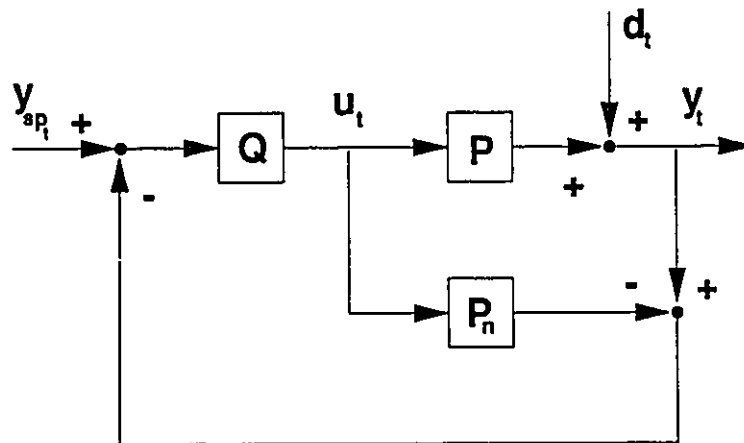 d_t
y_sp_t
+
u_t
+
y_t
Q
P
-
+
-
+
P_n